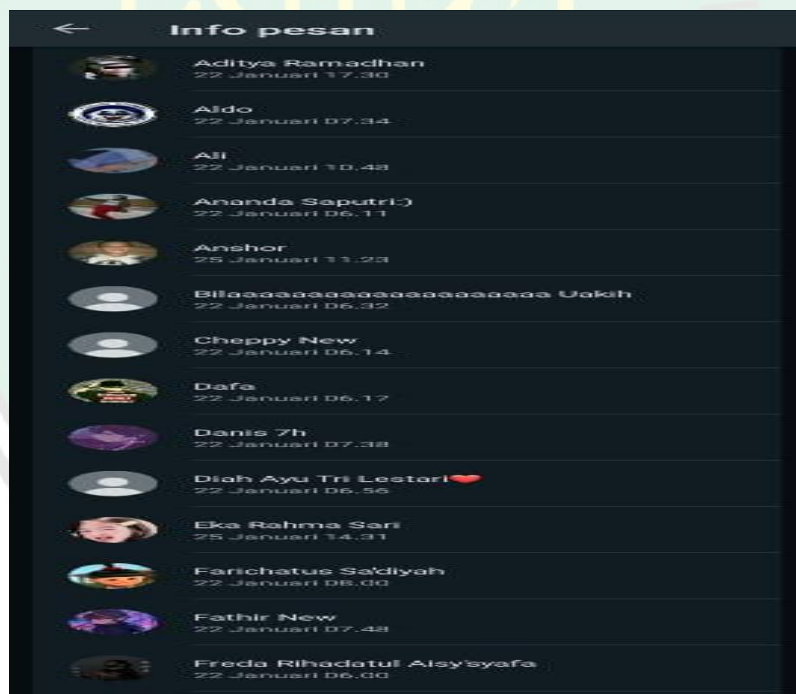 Info pesan
Aditya Ramadhan
22 Januari 17.30
Aldo
22 Januari 07.34
Ali
22 Januari 10.48
Ananda Saputri:)
22 Januari 06.11
Anshor
25 Januari 11.23
Bilaaaaaaaaaaaaaaaaaaaaa Uakih
22 Januari 06.32
Cheppy New
22 Januari 06.14
Dafa
22 Januari 06.17
Danis 7h
22 Januari 07.38
Diah Ayu Tri Lestari❤️
22 Januari 06.56
Eka Rahma Sari
25 Januari 14.31
Farichatus Sa'diyah
22 Januari 08.00
Fathir New
22 Januari 07.48
Freda Rihadatul Aisy'syafa
22 Januari 06.00